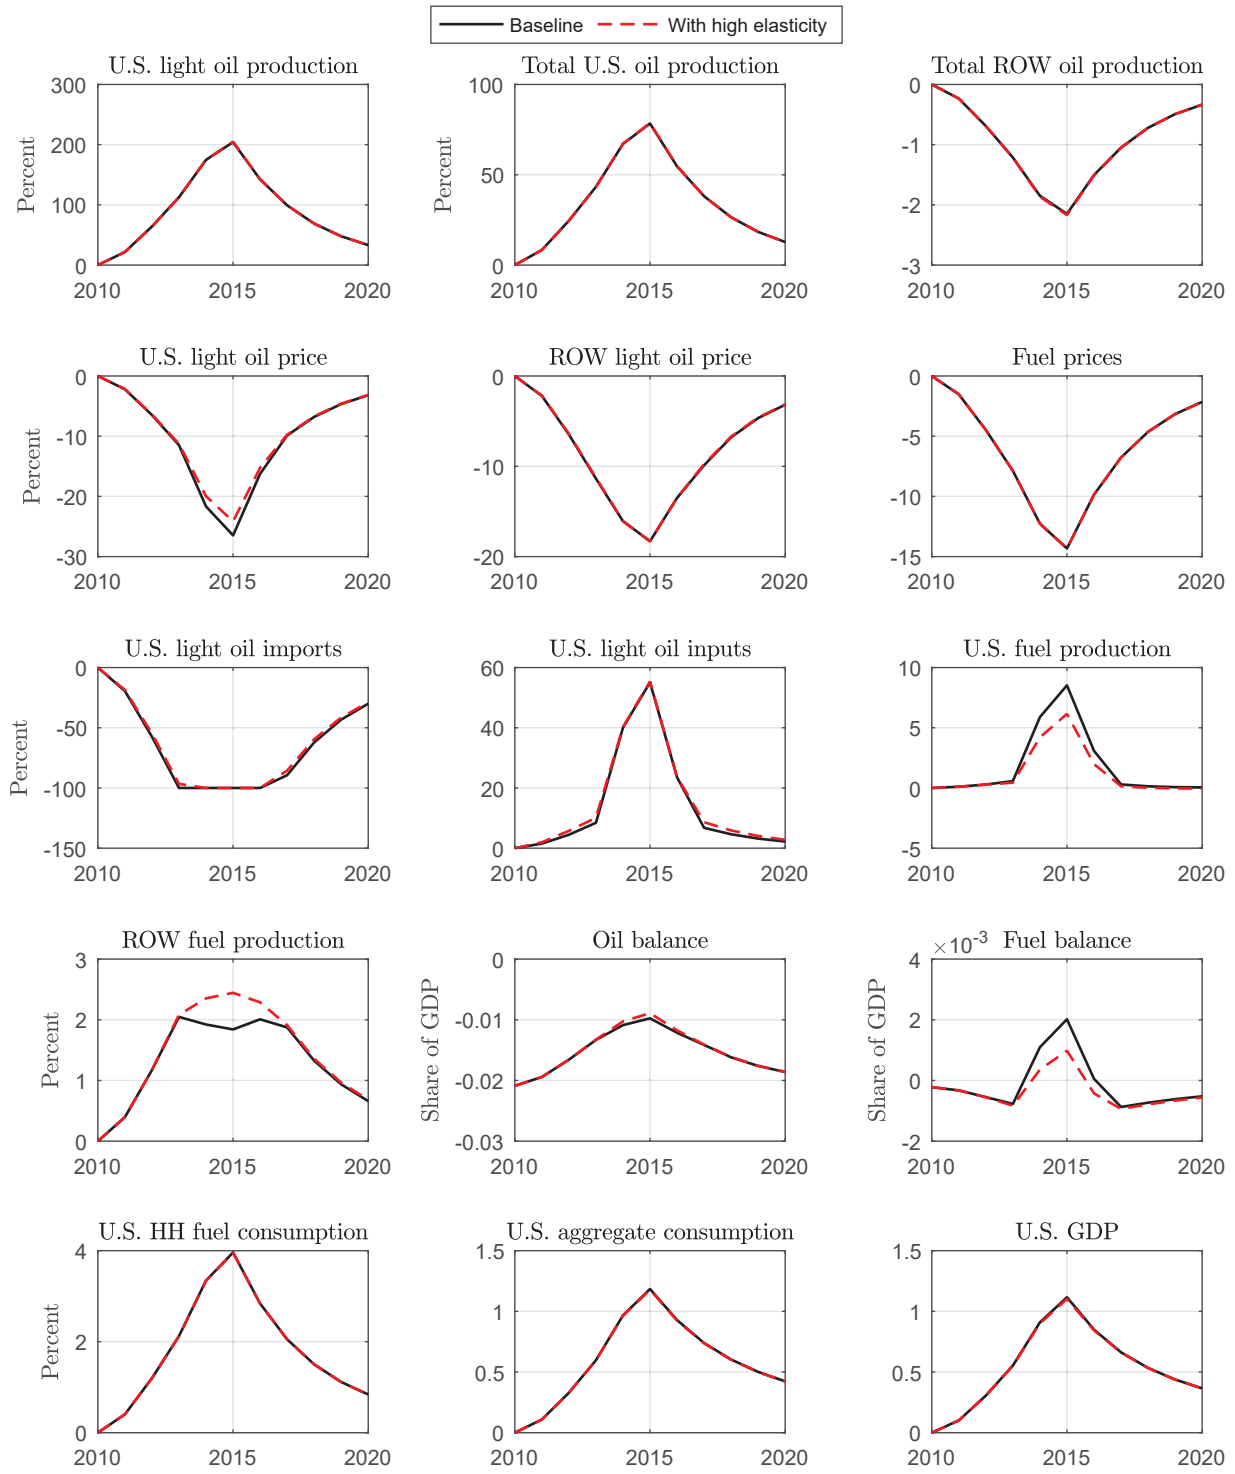 Baseline With high elasticity
U.S. light oil production
Total U.S. oil production
Total ROW oil production
Percent
300
200
100
0
2010 2015 2020
Percent
100
50
0
2010 2015 2020
0
-1
-2
-3
2010 2015 2020
U.S. light oil price
ROW light oil price
Fuel prices
Percent
0
-10
-20
-30
2010 2015 2020
0
-10
-20
2010 2015 2020
0
-5
-10
-15
2010 2015 2020
U.S. light oil imports
U.S. light oil inputs
U.S. fuel production
Percent
0
-50
-100
-150
2010 2015 2020
60
40
20
0
2010 2015 2020
10
5
0
-5
2010 2015 2020
ROW fuel production
Oil balance
×10⁻³ Fuel balance
Percent
3
2
1
0
2010 2015 2020
Share of GDP
0
-0.01
-0.02
-0.03
2010 2015 2020
Share of GDP
4
2
0
-2
2010 2015 2020
U.S. HH fuel consumption
U.S. aggregate consumption
U.S. GDP
Percent
4
2
0
2010 2015 2020
1.5
1
0.5
0
2010 2015 2020
1.5
1
0.5
0
2010 2015 2020